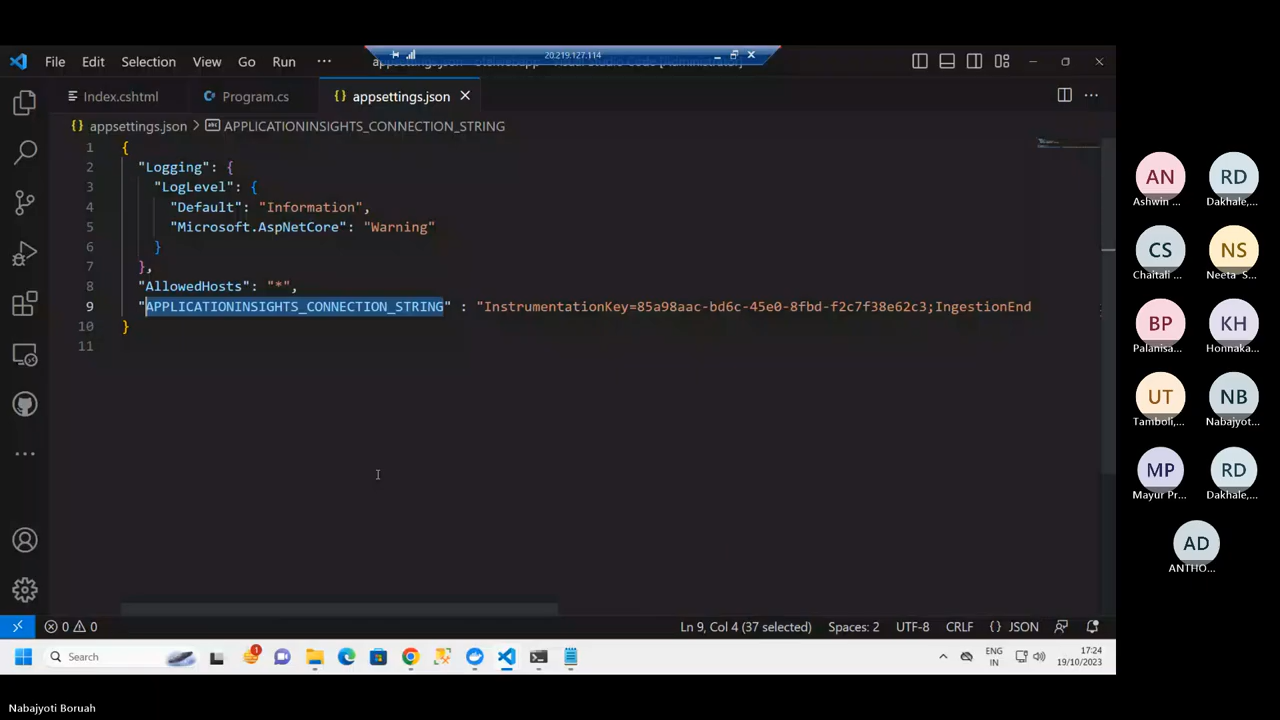 20.219.127.114
File Edit Selection View Go Run ...
Index.cshtml Program.cs appsettings.json
appsettings.json > APPLICATIONINSIGHTS_CONNECTION_STRING
1 {
2 "Logging": {
3 "LogLevel": {
4 "Default": "Information",
5 "Microsoft.AspNetCore": "Warning"
6 }
7 },
8 "AllowedHosts": "*",
9 "APPLICATIONINSIGHTS_CONNECTION_STRING" : "InstrumentationKey=85a98aac-bd6c-45e0-8fbd-f2c7f38e62c3;IngestionEnd
10 }
11
0 0 Ln 9, Col 4 (37 selected) Spaces: 2 UTF-8 CRLF {} JSON
Search
1
ENG
IN
17:24
19/10/2023
AN RD
Ashwin ... Dakhale,...
CS NS
Chaitali ... Neeta S...
BP KH
Palanisa... Honnaka...
UT NB
Tamboli,... Nabajyot...
MP RD
Mayur Pr... Dakhale,...
AD
ANTHO...
Nabajyoti Boruah